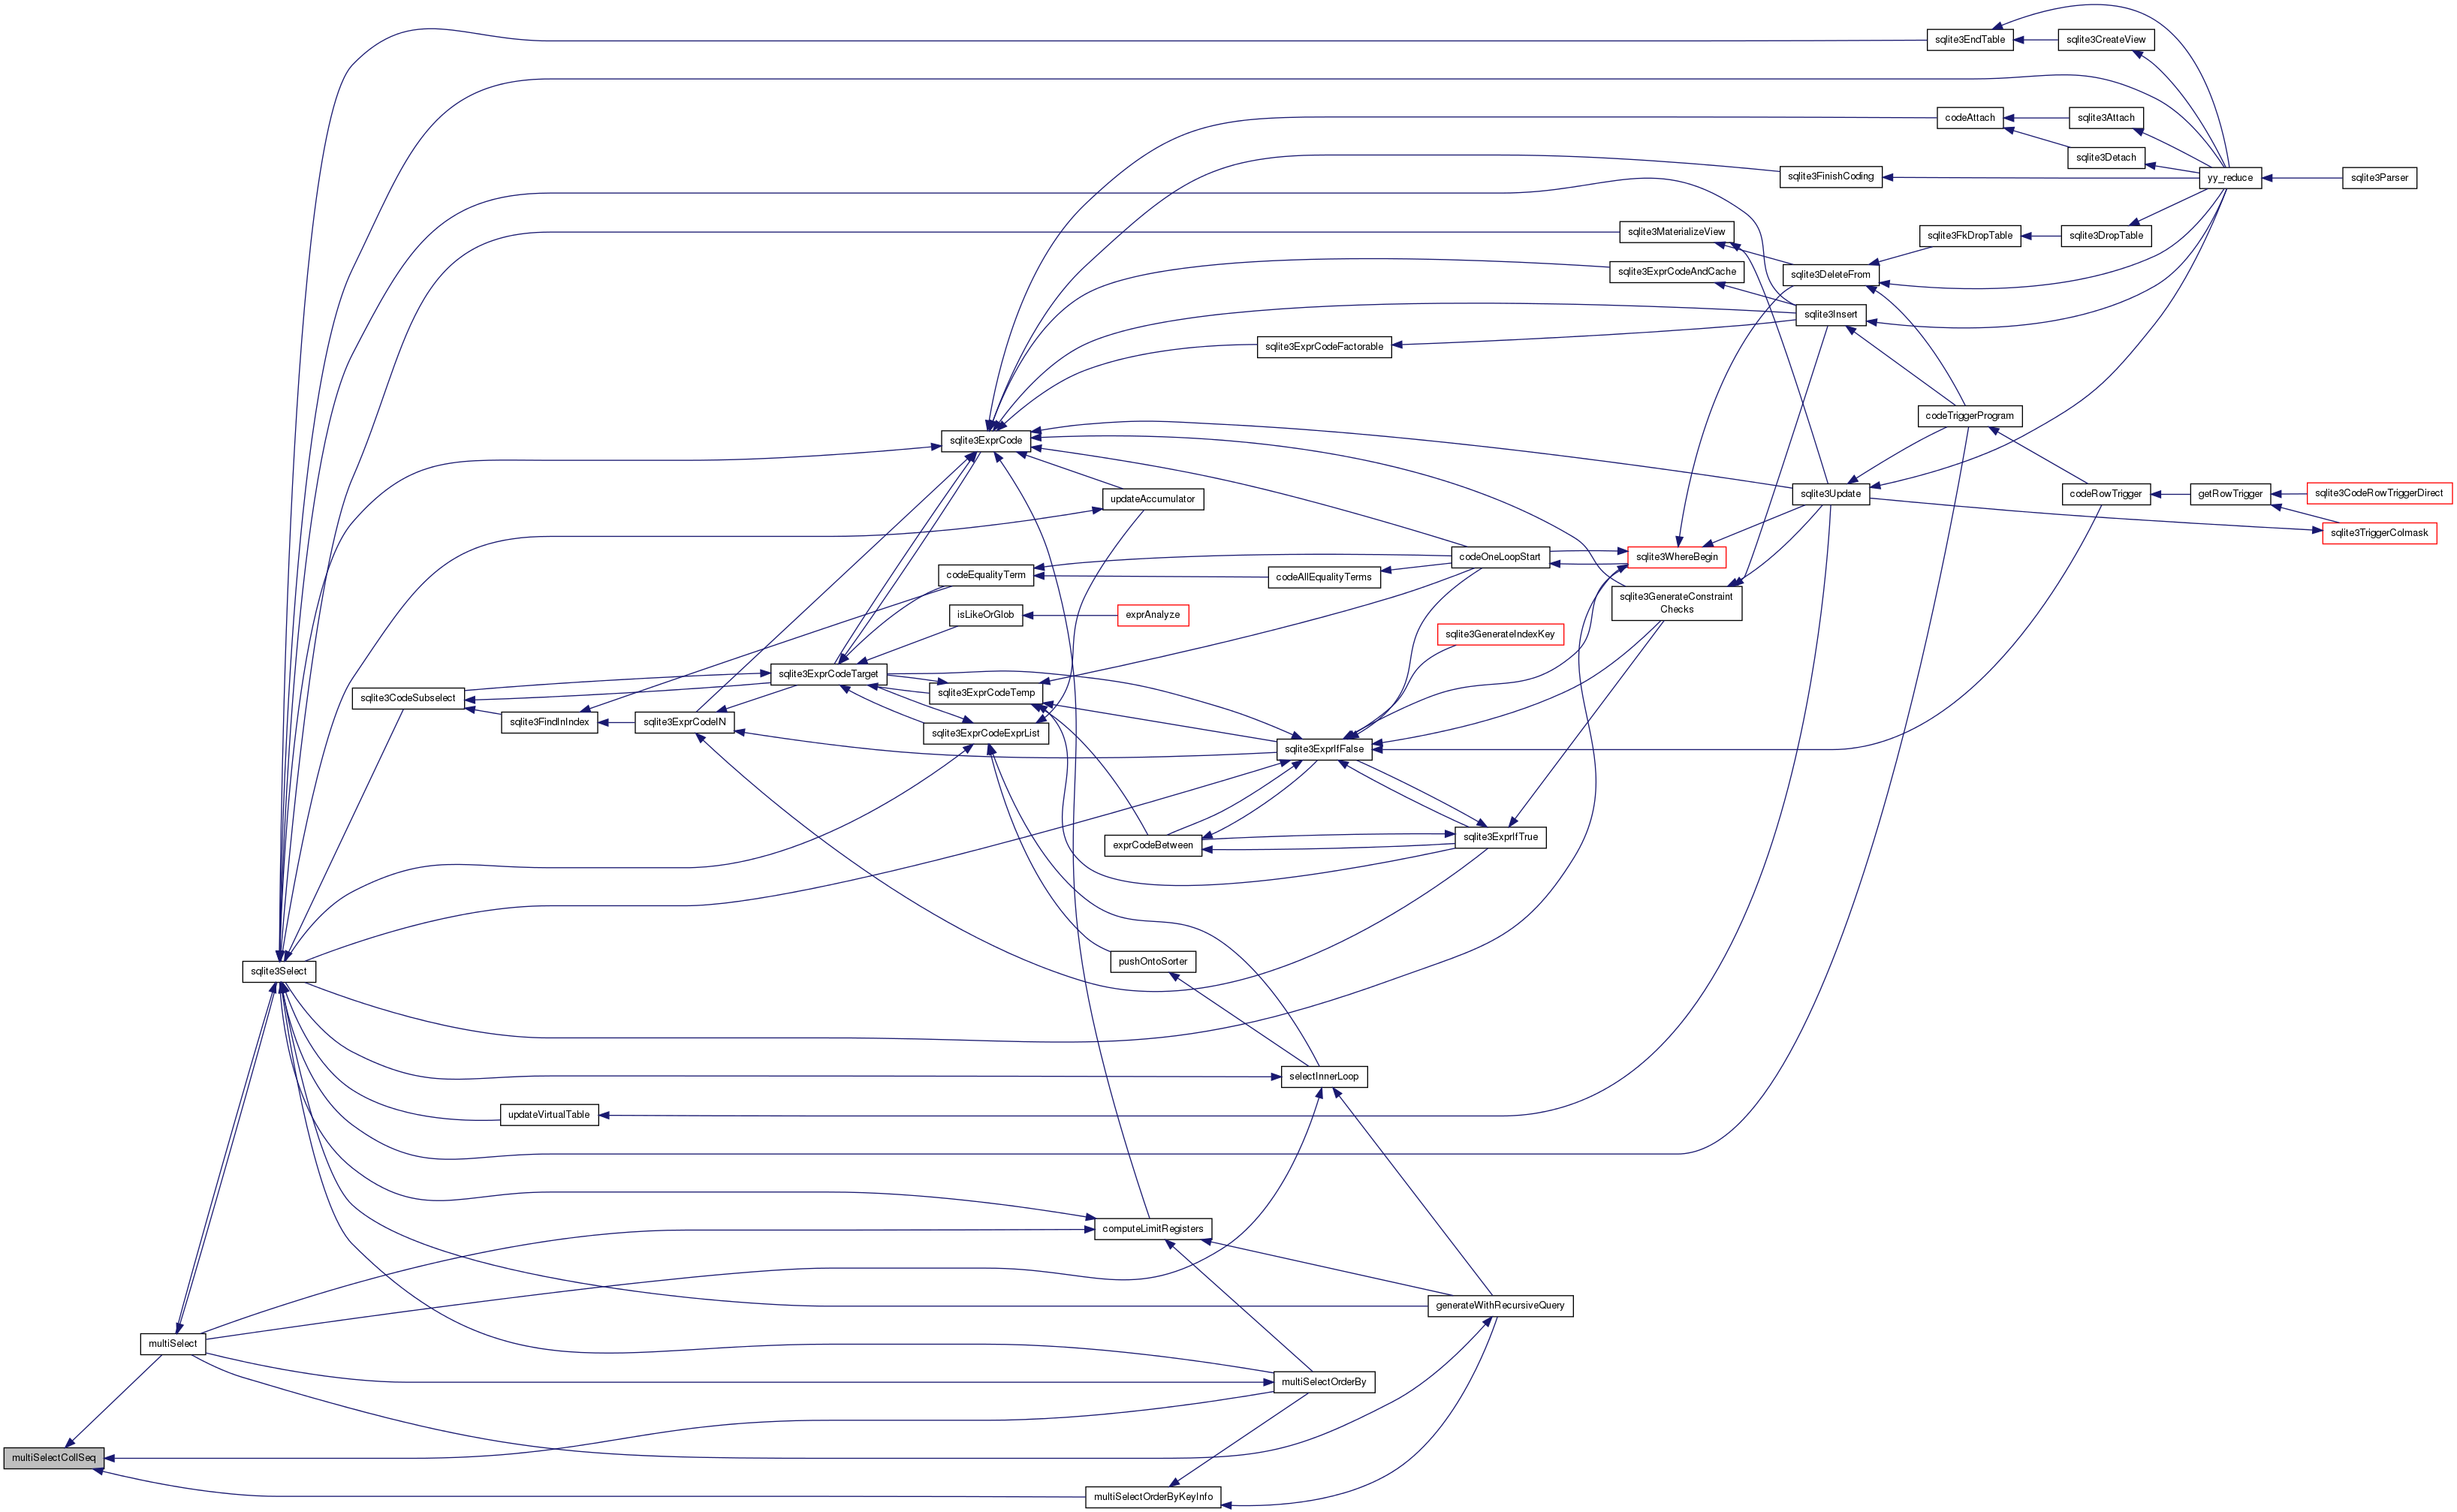 sqlite3EndTable
sqlite3CreateView
codeAttach
sqlite3Attach
sqlite3Detach
sqlite3FinishCoding
yy_reduce
sqlite3Parser
sqlite3MaterializeView
sqlite3FkDropTable
sqlite3DropTable
sqlite3ExprCodeAndCache
sqlite3DeleteFrom
sqlite3Insert
sqlite3ExprCodeFactorable
codeTriggerProgram
sqlite3ExprCode
updateAccumulator
sqlite3Update
codeRowTrigger
getRowTrigger
sqlite3CodeRowTriggerDirect
sqlite3TriggerColmask
codeOneLoopStart
sqlite3WhereBegin
codeEqualityTerm
codeAllEqualityTerms
sqlite3GenerateConstraint
Checks
isLikeOrGlob
exprAnalyze
sqlite3GenerateIndexKey
sqlite3ExprCodeTarget
sqlite3CodeSubselect
sqlite3ExprCodeTemp
sqlite3FindInIndex
sqlite3ExprCodeIN
sqlite3ExprCodeExprList
sqlite3ExprIfFalse
sqlite3ExprIfTrue
exprCodeBetween
pushOntoSorter
sqlite3Select
selectInnerLoop
updateVirtualTable
computeLimitRegisters
generateWithRecursiveQuery
multiSelect
multiSelectOrderBy
multiSelectCollSeq
multiSelectOrderByKeyInfo